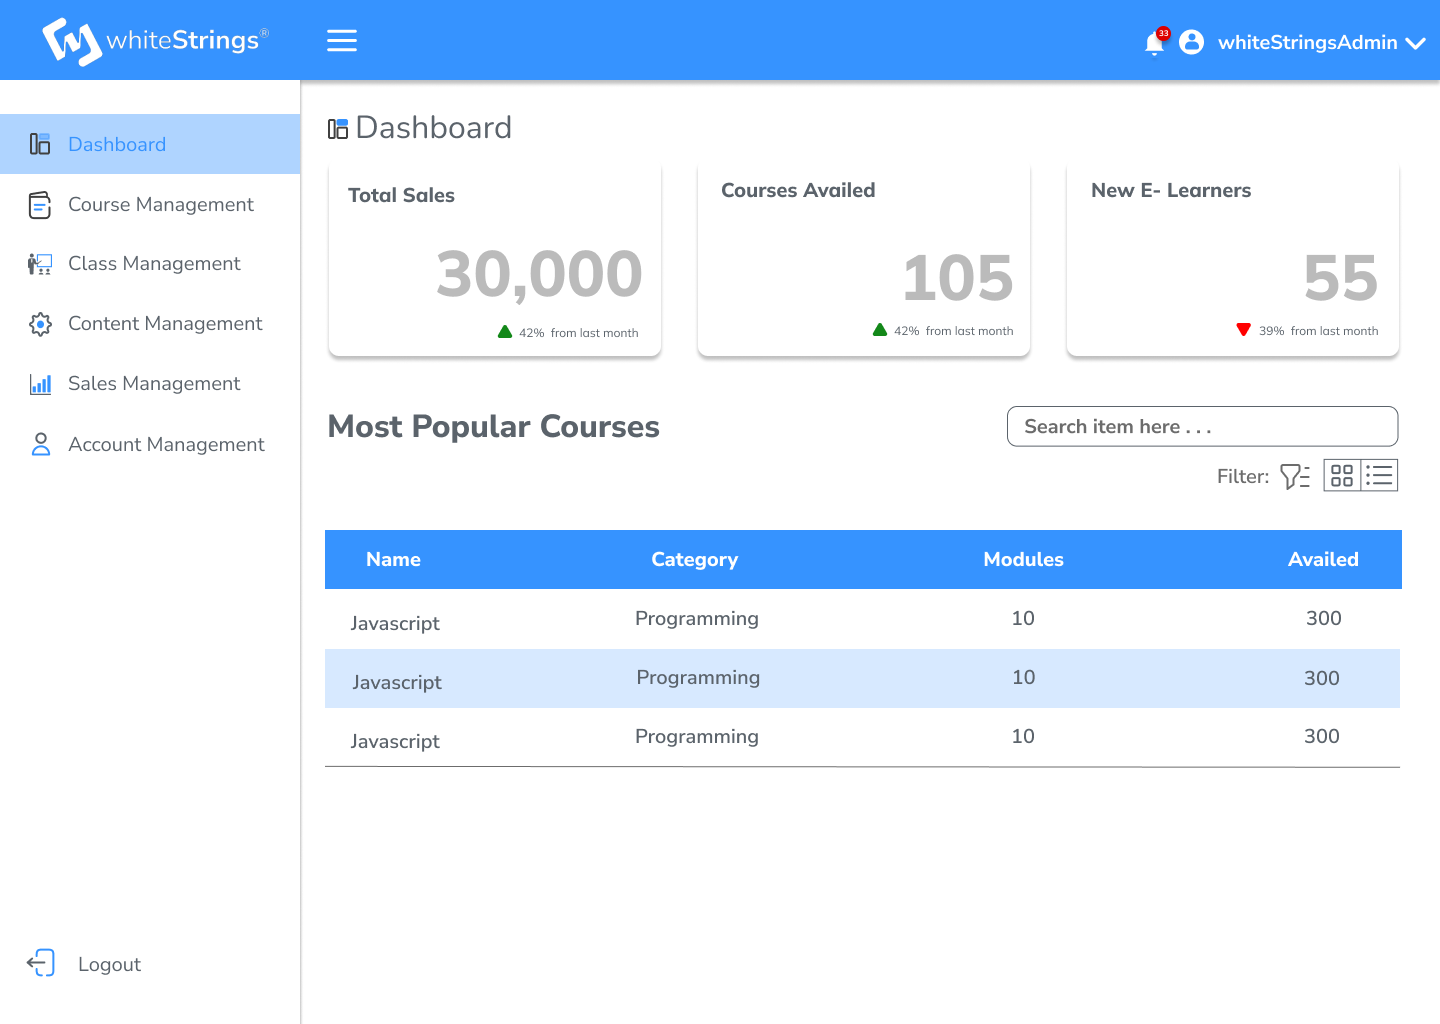 whiteStrings®
33
whiteStringsAdmin
Dashboard
Course Management
Class Management
Content Management
Sales Management
Account Management
Logout
Dashboard
Total Sales
30,000
42% from last month
Courses Availed
105
42% from last month
New E- Learners
55
39% from last month
Most Popular Courses
Search item here . . .
Filter:
Name Category Modules Availed
Javascript Programming 10 300
Javascript Programming 10 300
Javascript Programming 10 300